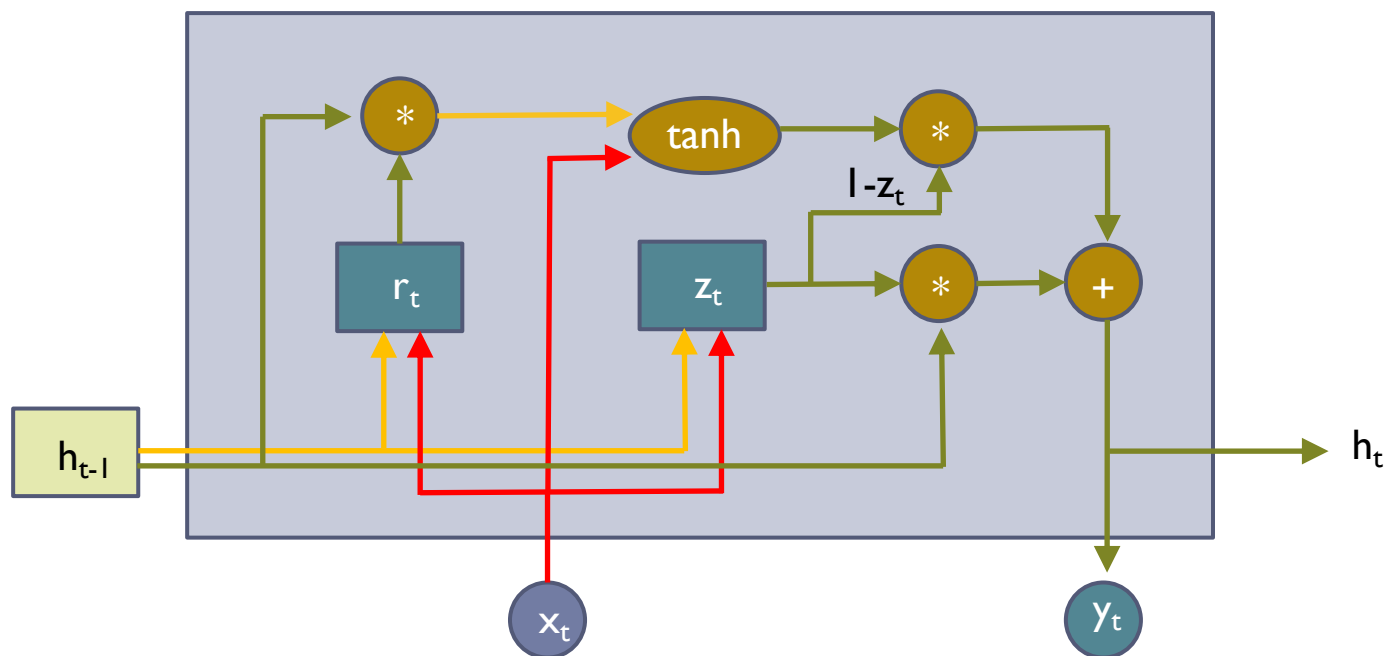 * tanh *
1-zₜ
rₜ zₜ * +
hₜ₋₁ hₜ
xₜ yₜ